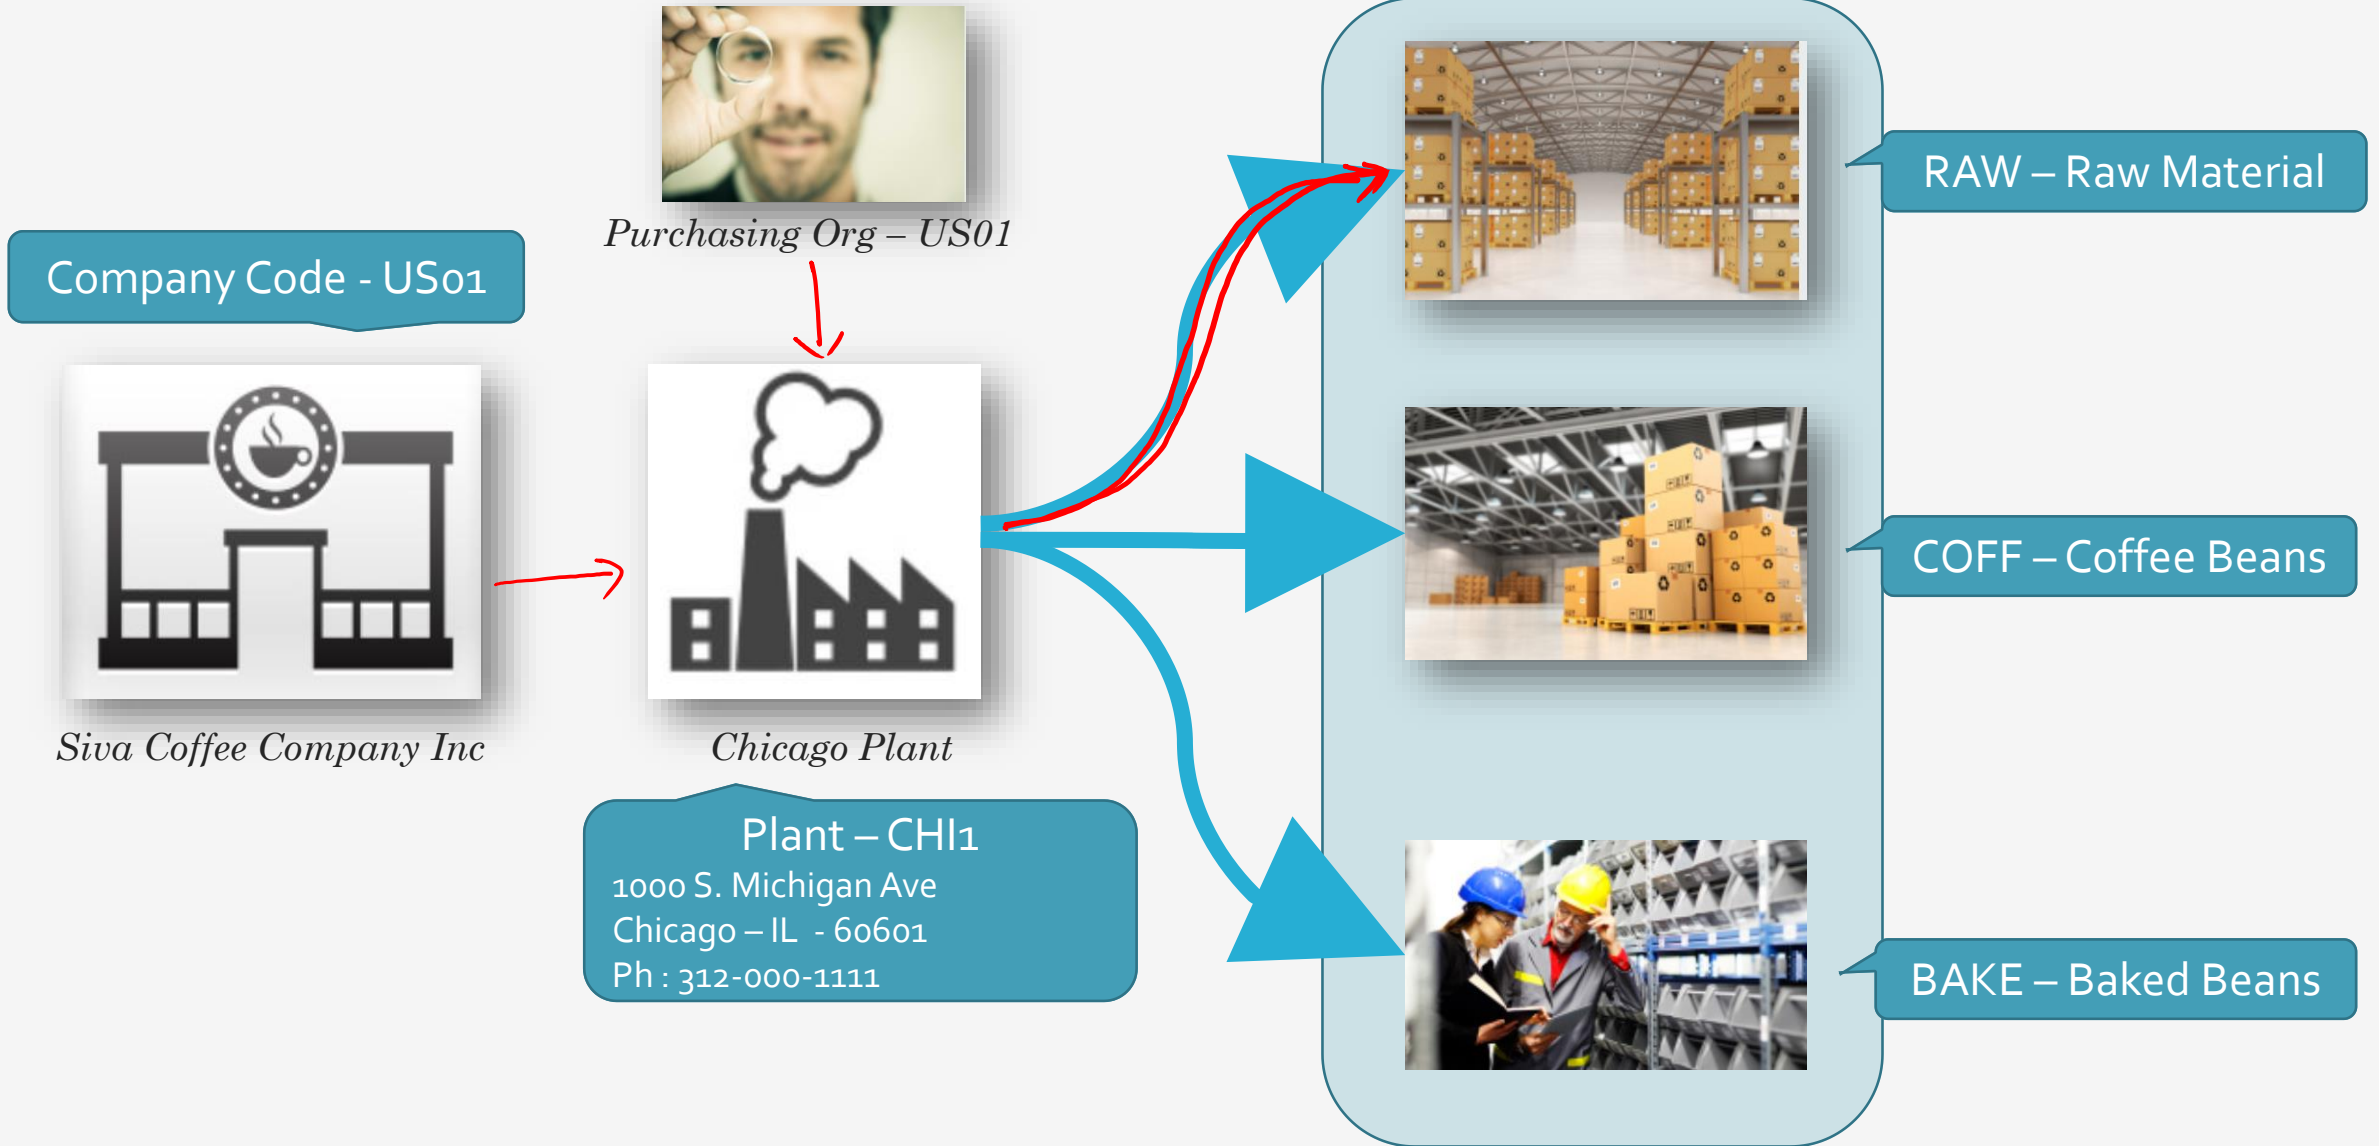 Purchasing Org – US01
Company Code - US01
Siva Coffee Company Inc
Chicago Plant
Plant – CHI1
1000 S. Michigan Ave
Chicago – IL - 60601
Ph : 312-000-1111
RAW – Raw Material
COFF – Coffee Beans
BAKE – Baked Beans